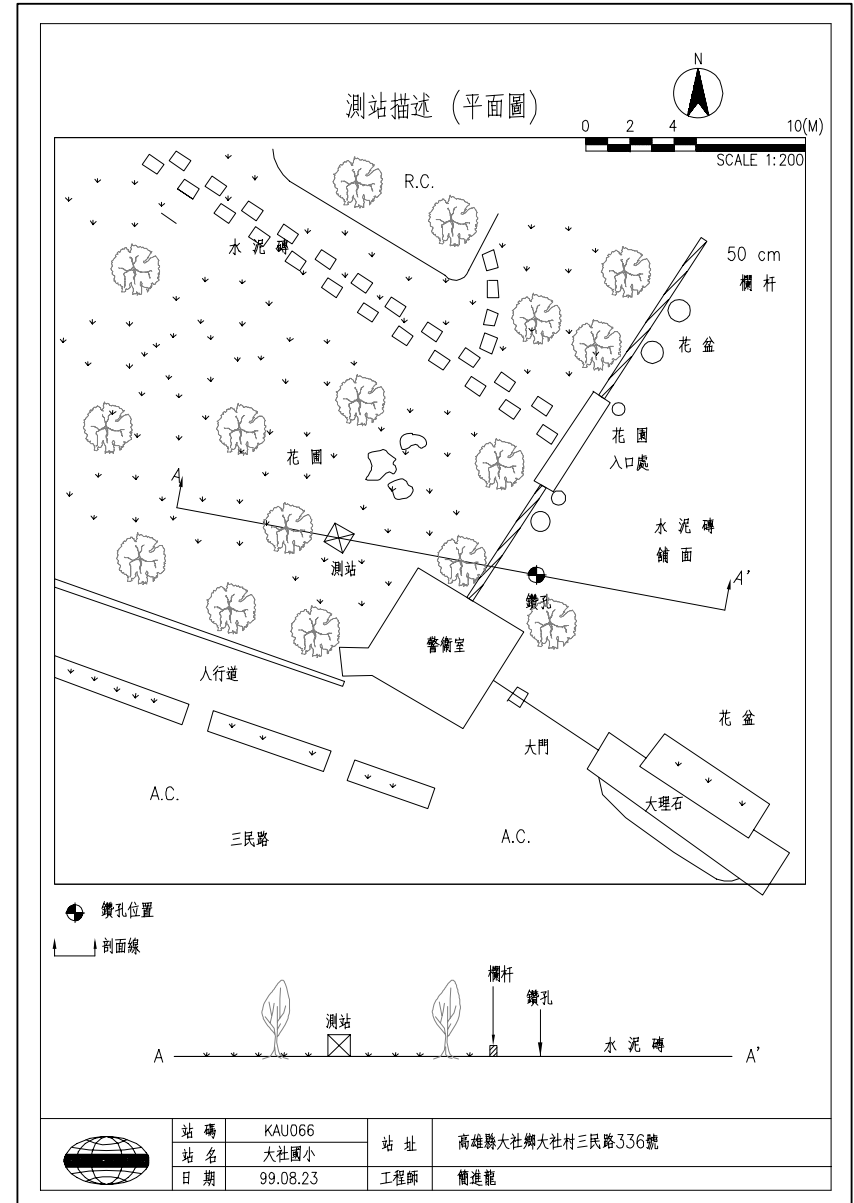 測站描述 (平面圖)
N
0 2 4 10(M)
SCALE 1:200
R.C.
水泥磚
50 cm
欄杆
花盆
花園
入口處
花圃
A
水泥磚
舖面
測站
A'
鑽孔
警衛室
人行道
花盆
大門
大理石
A.C.
三民路
A.C.
鑽孔位置
剖面線
欄杆
鑽孔
測站
水泥磚
A
A'
站碼 KAU066
站址 高雄縣大社鄉大社村三民路336號
站名 大社國小
日期 99.08.23
工程師 簡進龍